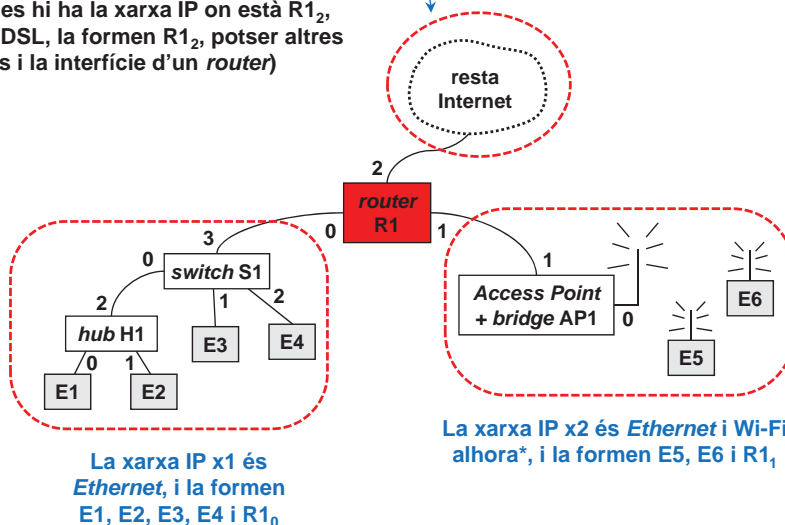 es hi ha la xarxa IP on està R1₂,
DSL, la formen R1₂, potser altres
s i la interfície d'un router)
resta
Internet
2
router
R1
0
1
3
0
switch S1
1
2
2
hub H1
0
1
E1
E2
E3
E4
1
Access Point
+ bridge AP1
0
E5
E6
La xarxa IP x1 és
Ethernet, i la formen
E1, E2, E3, E4 i R1₀
La xarxa IP x2 és Ethernet i Wi-Fi
alhora*, i la formen E5, E6 i R1₁